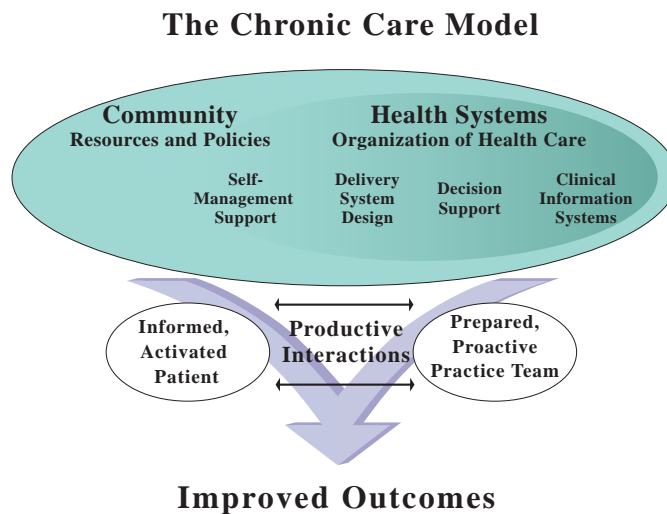 The Chronic Care Model
Community
Resources and Policies
Health Systems
Organization of Health Care
Self-
Management
Support
Delivery
System
Design
Decision
Support
Clinical
Information
Systems
Informed,
Activated
Patient
Productive
Interactions
Prepared,
Proactive
Practice Team
Improved Outcomes